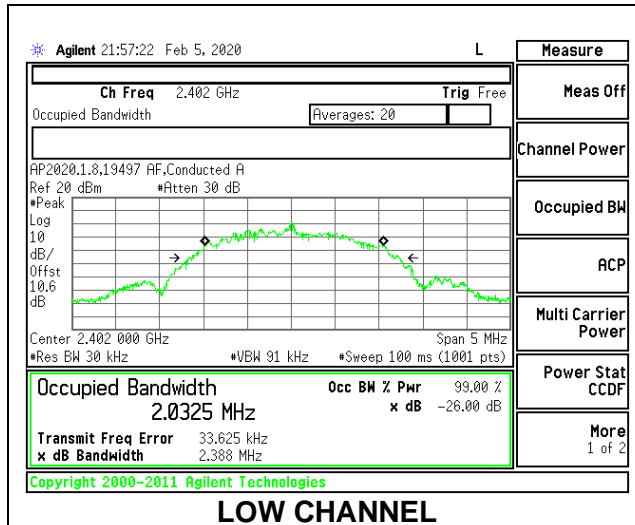 Agilent 21:57:22 Feb 5, 2020 L
Measure
Ch Freq 2.402 GHz Trig Free
Occupied Bandwidth Averages: 20
AP2020.1.8,19497 AF,Conducted A
Ref 20 dBm #Atten 30 dB
#Peak
Log
10
dB/
Offst
10.6
dB
Center 2.402 000 GHz Span 5 MHz
#Res BW 30 kHz #VBW 91 kHz #Sweep 100 ms (1001 pts)
Occupied Bandwidth Occ BW % Pwr 99.00 %
2.0325 MHz x dB -26.00 dB
Transmit Freq Error 33.625 kHz
x dB Bandwidth 2.388 MHz
Copyright 2000-2011 Agilent Technologies
Meas Off
Channel Power
Occupied BW
ACP
Multi Carrier
Power
Power Stat
CCDF
More
1 of 2
LOW CHANNEL